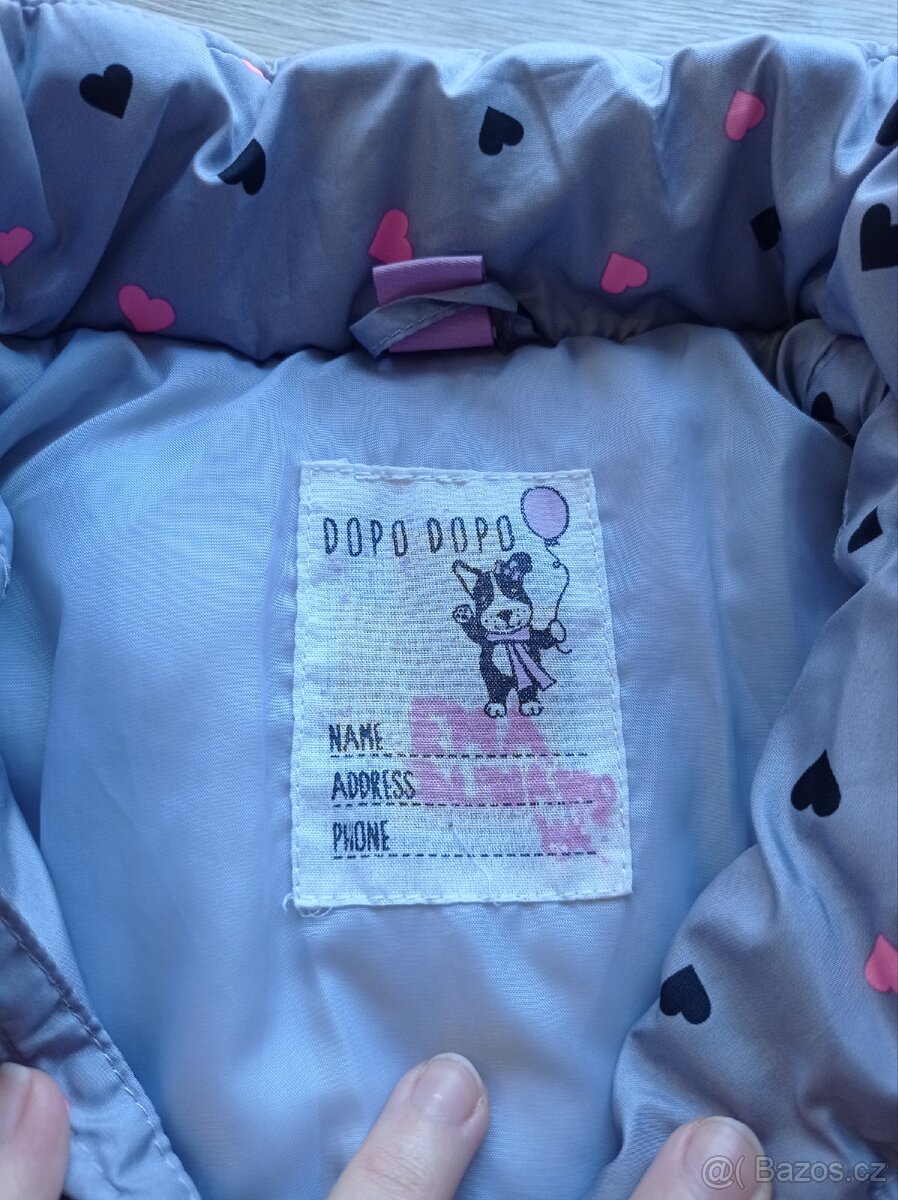 DOPO DOPO
NAME
ADDRESS
PHONE
@( Bazos.cz